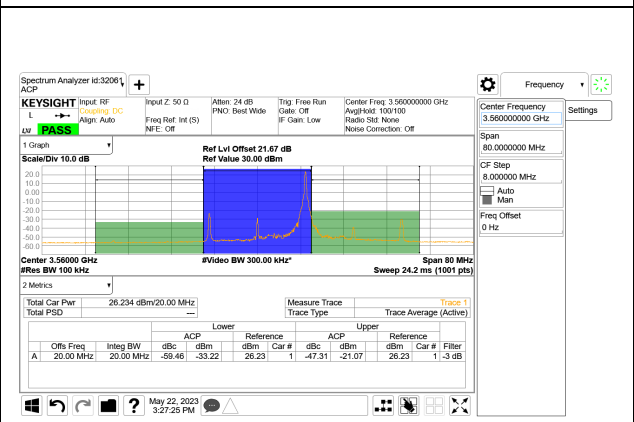 Spectrum Analyzer id:32061
ACP
Frequency
KEYSIGHT
Input: RF
Coupling: DC
Align: Auto
Input Z: 50 Ω
Freq Ref: Int (S)
NFE: Off
Atten: 24 dB
PNO: Best Wide
Trig: Free Run
Gate: Off
IF Gain: Low
Center Freq: 3.560000000 GHz
Avg|Hold: 100/100
Radio Std: None
Noise Correction: Off
L
LXI PASS
Center Frequency
3.560000000 GHz
Settings
Span
80.0000000 MHz
CF Step
8.000000 MHz
Auto
Man
Freq Offset
0 Hz
1 Graph
Scale/Div 10.0 dB
Ref Lvl Offset 21.67 dB
Ref Value 30.00 dBm
20.0
10.0
0.00
-10.0
-20.0
-30.0
-40.0
-50.0
-60.0
Center 3.56000 GHz
#Video BW 300.00 kHz*
Span 80 MHz
#Res BW 100 kHz
Sweep 24.2 ms (1001 pts)
2 Metrics
Total Car Pwr 26.234 dBm/20.00 MHz
Total PSD ---
Measure Trace Trace 1
Trace Type Trace Average (Active)
Lower Upper
ACP Reference ACP Reference
Offs Freq Integ BW dBc dBm dBm Car # dBc dBm dBm Car # Filter
A 20.00 MHz 20.00 MHz -59.46 -33.22 26.23 1 -47.31 -21.07 26.23 1 -3 dB
May 22, 2023
3:27:25 PM